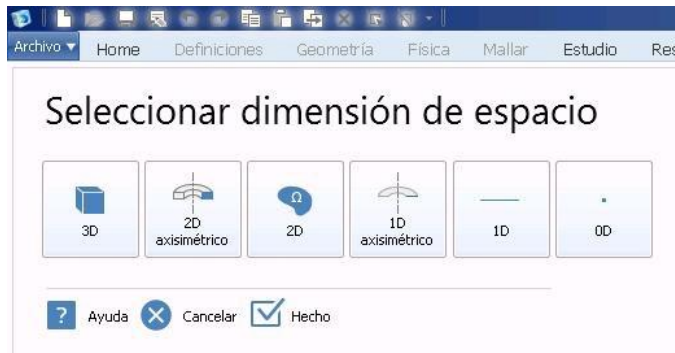 Archivo Home Definiciones Geometría Física Mallar Estudio Res
Seleccionar dimensión de espacio
Ω
3D 2D axisimétrico 2D 1D axisimétrico 1D 0D
? Ayuda Cancelar Hecho